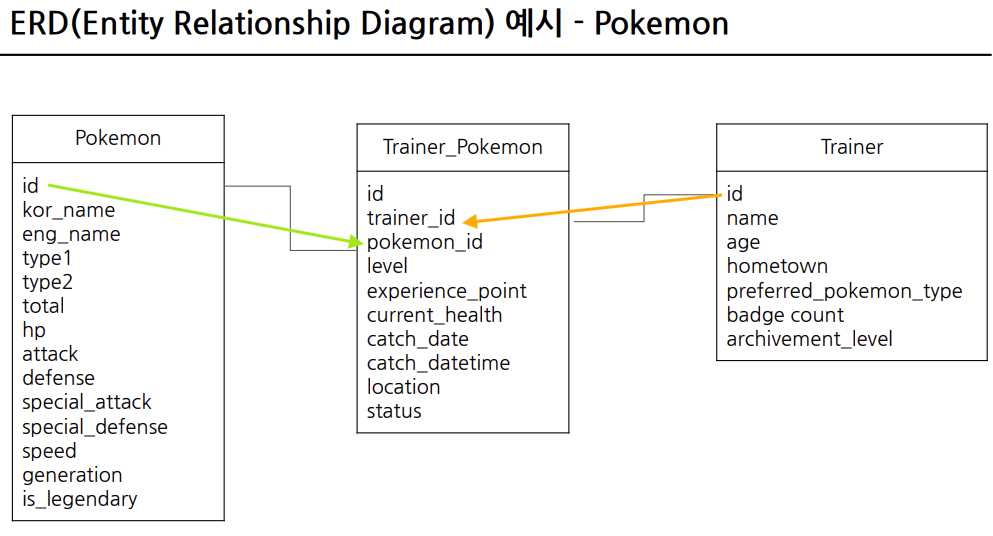 ERD(Entity Relationship Diagram) 예시 - Pokemon
Pokemon
id
kor_name
eng_name
type1
type2
total
hp
attack
defense
special_attack
special_defense
speed
generation
is_legendary
Trainer_Pokemon
id
trainer_id
pokemon_id
level
experience_point
current_health
catch_date
catch_datetime
location
status
Trainer
id
name
age
hometown
preferred_pokemon_type
badge count
archivement_level